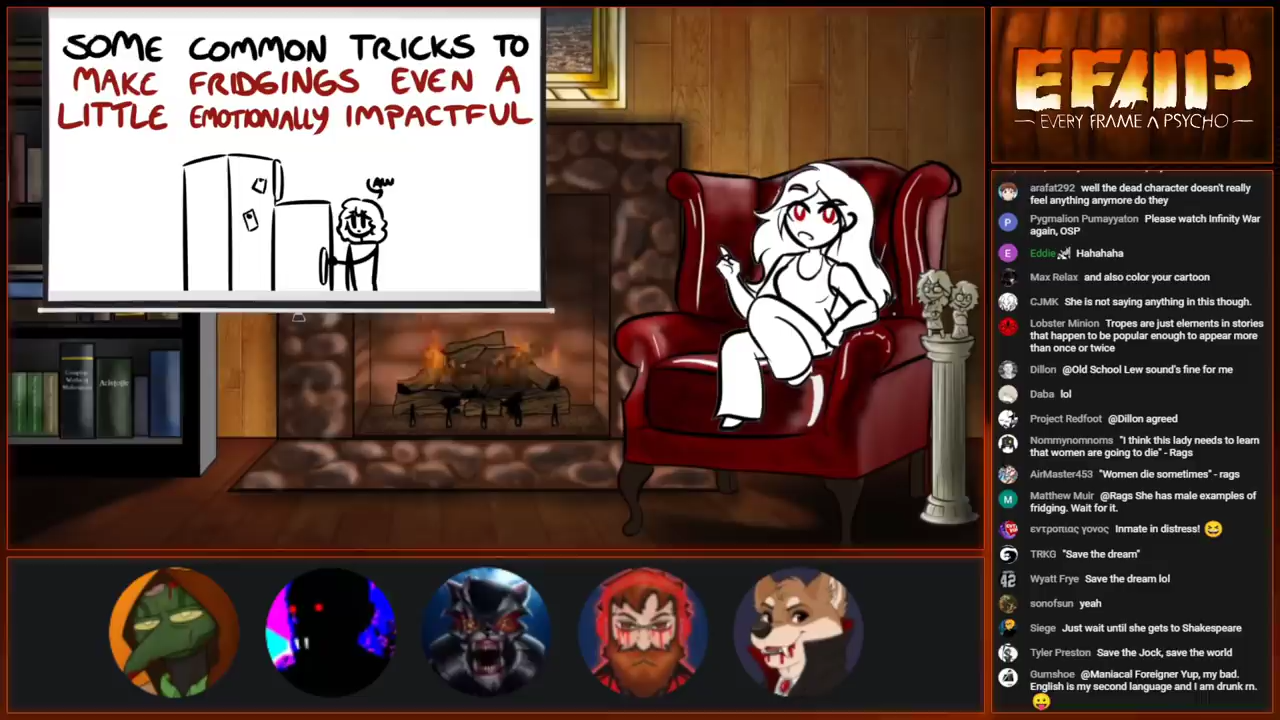 SOME COMMON TRICKS TO
MAKE FRIDGINGS EVEN A
LITTLE EMOTIONALLY IMPACTFUL
AW
EFAP
EVERY FRAME A PSYCHO
arafat292 well the dead character doesn't really
feel anything anymore do they
Pygmalion Pumayyaton Please watch Infinity War
again, OSP
Eddie Hahahaha
Max Relax and also color your cartoon
CJMK She is not saying anything in this though.
Lobster Minion Tropes are just elements in stories
that happen to be popular enough to appear more
than once or twice
Dillon @Old School Lew sound's fine for me
Daba lol
Project Redfoot @Dillon agreed
Nommynomnoms "I think this lady needs to learn
that women are going to die" - Rags
AirMaster453 "Women die sometimes" - rags
Matthew Muir @Rags She has male examples of
fridging. Wait for it.
εντροπιας γονος Inmate in distress! 😆
TRKG "Save the dream"
Wyatt Frye Save the dream lol
sonofsun yeah
Siege Just wait until she gets to Shakespeare
Tyler Preston Save the Jock, save the world
Gumshoe @Maniacal Foreigner Yup, my bad.
English is my second language and I am drunk rn.
😛